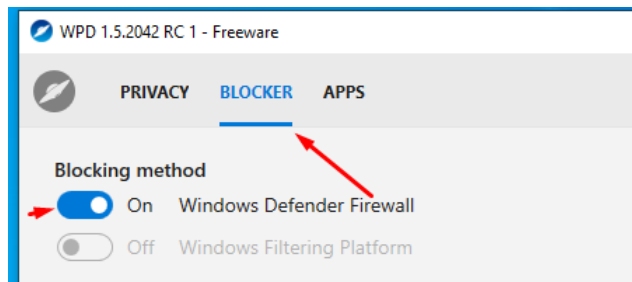 WPD 1.5.2042 RC 1 - Freeware
PRIVACY BLOCKER APPS
Blocking method
On Windows Defender Firewall
Off Windows Filtering Platform